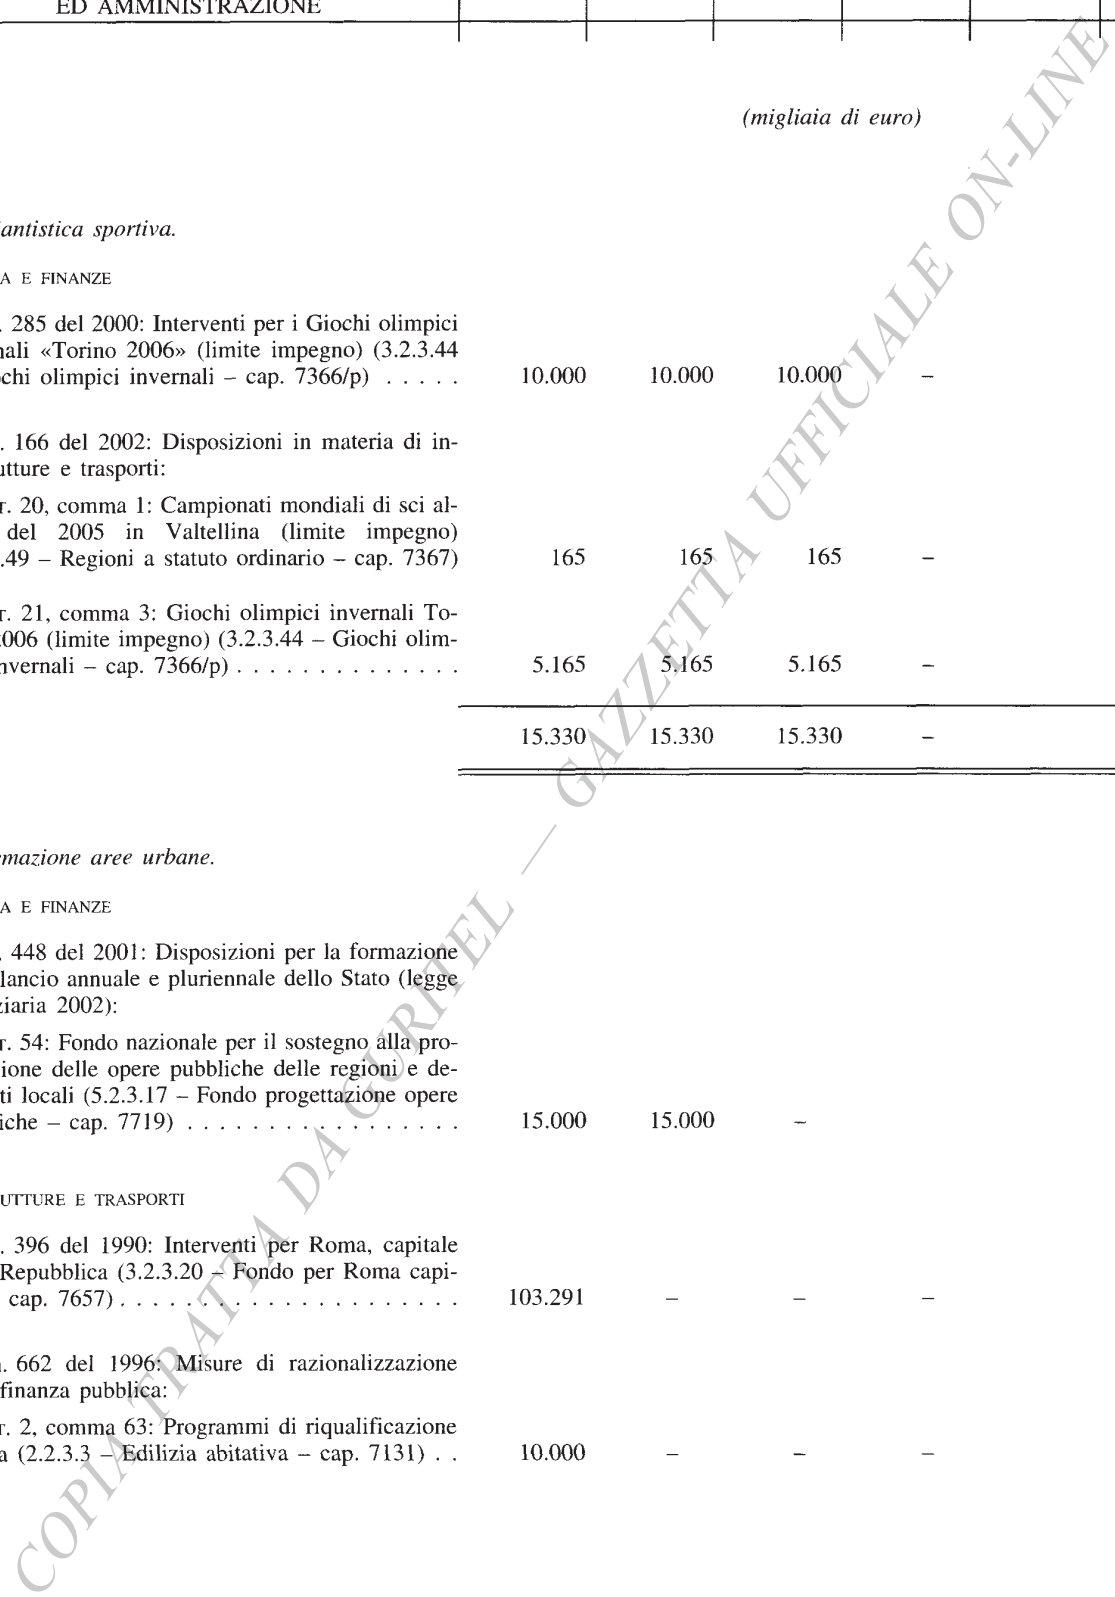 ED AMMINISTRAZIONE
(migliaia di euro)
antistica sportiva.
A E FINANZE
. 285 del 2000: Interventi per i Giochi olimpici
nali «Torino 2006» (limite impegno) (3.2.3.44
ochi olimpici invernali – cap. 7366/p) . . . . . 10.000 10.000 10.000 –
. 166 del 2002: Disposizioni in materia di in-
utture e trasporti:
r. 20, comma 1: Campionati mondiali di sci al-
del 2005 in Valtellina (limite impegno)
.49 – Regioni a statuto ordinario – cap. 7367) 165 165 165 –
r. 21, comma 3: Giochi olimpici invernali To-
2006 (limite impegno) (3.2.3.44 – Giochi olim-
nvernali – cap. 7366/p) . . . . . . . . . . . . . . 5.165 5.165 5.165 –
15.330 15.330 15.330 –
rmazione aree urbane.
A E FINANZE
. 448 del 2001: Disposizioni per la formazione
lancio annuale e pluriennale dello Stato (legge
ziaria 2002):
r. 54: Fondo nazionale per il sostegno alla pro-
ione delle opere pubbliche delle regioni e de-
ti locali (5.2.3.17 – Fondo progettazione opere
iche – cap. 7719) . . . . . . . . . . . . . . . . . 15.000 15.000 –
UTTURE E TRASPORTI
. 396 del 1990: Interventi per Roma, capitale
Repubblica (3.2.3.20 – Fondo per Roma capi-
cap. 7657) . . . . . . . . . . . . . . . . . . . . . 103.291 – – –
n. 662 del 1996: Misure di razionalizzazione
finanza pubblica:
r. 2, comma 63: Programmi di riqualificazione
a (2.2.3.3 – Edilizia abitativa – cap. 7131) . . 10.000 – – –
COPIA TRATTA DA GURITEL — GAZZETTA UFFICIALE ON-LINE